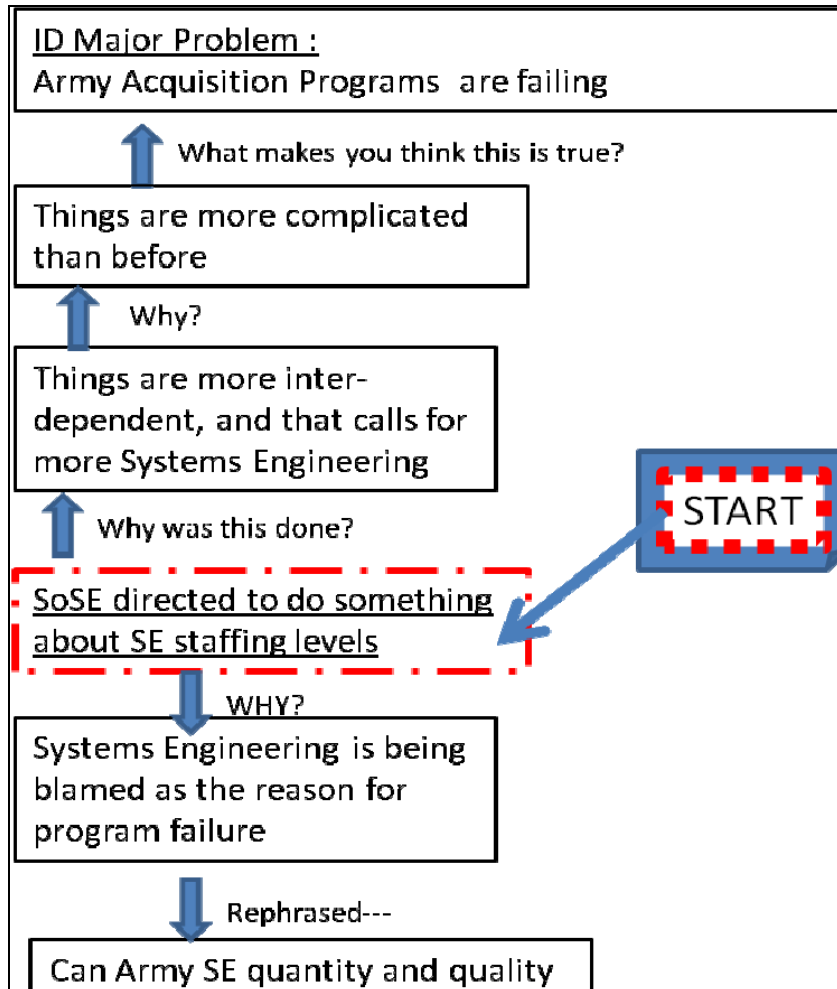 ID Major Problem :
Army Acquisition Programs are failing
What makes you think this is true?
Things are more complicated
than before
Why?
Things are more inter-
dependent, and that calls for
more Systems Engineering
START
Why was this done?
SoSE directed to do something
about SE staffing levels
WHY?
Systems Engineering is being
blamed as the reason for
program failure
Rephrased---
Can Army SE quantity and quality